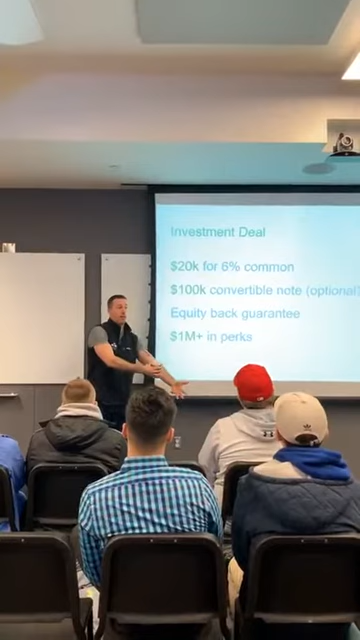 Investment Deal
$20k for 6% common
$100k convertible note (optional)
Equity back guarantee
$1M+ in perks